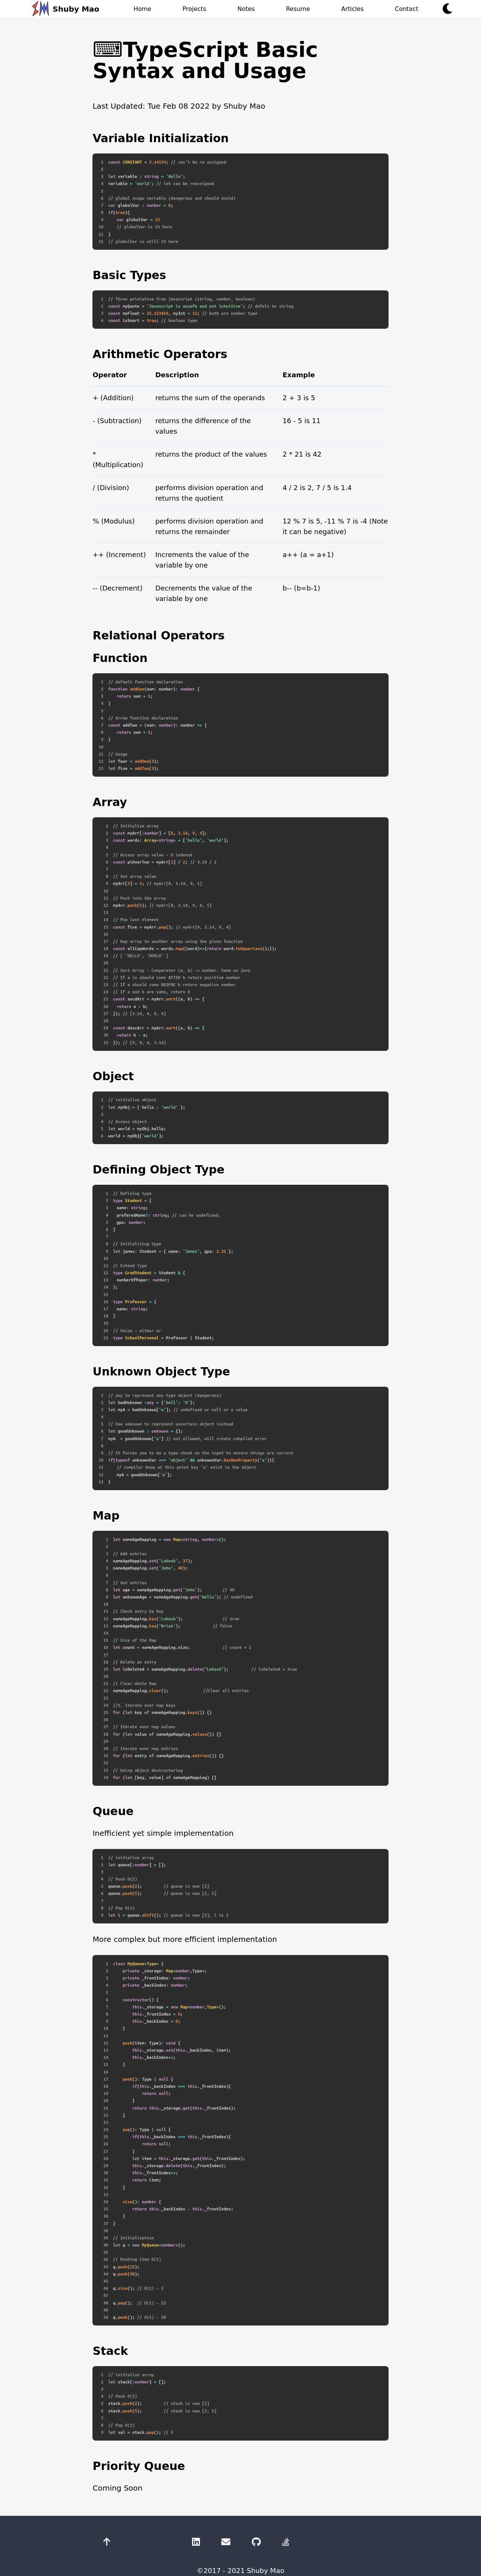 Shuby Mao
Home
Projects
Notes
Resume
Articles
Contact
⌨TypeScript Basic
Syntax and Usage
Last Updated: Tue Feb 08 2022 by Shuby Mao
Variable Initialization
1 const CONSTANT = 3.14159; // can't be re-assigned
2
3 let variable : string = 'Hello';
4 variable = 'world'; // let can be reassigned
5
6 // global scope variable (dangerous and should avoid)
7 var globalVar : number = 0;
8 if(true){
9 var globalVar = 33
10 // globalVar is 33 here
11 }
12 // globalVar is still 33 here
Basic Types
1 // Three primative from javascript (string, number, boolean)
2 const myQuote = 'Javascript is unsafe and not intuitive'; // default to string
3 const myFloat = 25.123456, myInt = 12; // both are number type
4 const isSmart = true; // boolean type
Arithmetic Operators
Operator Description Example
+ (Addition) returns the sum of the operands 2 + 3 is 5
- (Subtraction) returns the difference of the values 16 - 5 is 11
* (Multiplication) returns the product of the values 2 * 21 is 42
/ (Division) performs division operation and returns the quotient 4 / 2 is 2, 7 / 5 is 1.4
% (Modulus) performs division operation and returns the remainder 12 % 7 is 5, -11 % 7 is -4 (Note it can be negative)
++ (Increment) Increments the value of the variable by one a++ (a = a+1)
-- (Decrement) Decrements the value of the variable by one b-- (b=b-1)
Relational Operators
Function
1 // default function declaration
2 function addOne(num: number): number {
3 return num + 1;
4 }
5
6 // Arrow function declaration
7 const addTwo = (num: number): number => {
8 return num + 2;
9 }
10
11 // Usage
12 let four = addOne(3);
13 let five = addTwo(3);
Array
1 // Initialize array
2 const myArr[:number] = [0, 3.14, 9, 4];
3 const words: Array<string> = ['hello', 'world'];
4
5 // Access array value - 0 indexed
6 const piOverTwo = myArr[1] / 2; // 3.14 / 2
7
8 // Set array value
9 myArr[3] = 1; // myArr[0, 3.14, 9, 1]
10
11 // Push into the array
12 myArr.push(5); // myArr[0, 3.14, 9, 4, 5]
13
14 // Pop last element
15 const five = myArr.pop(); // myArr[0, 3.14, 9, 4]
16
17 // Map array to another array using the given function
18 const allCapWords = words.map((word)=>{return word.toUpperCase();});
19 // [ 'HELLO', 'WORLD' ]
20
21 // Sort Array - Comparator (a, b) -> number. Same as java
22 // If a is should come AFTER b return positive number
23 // If a should come BEOFRE b return negative number
24 // If a and b are same, return 0
25 const ascdArr = myArr.sort((a, b) => {
26 return a - b;
27 }); // [3.14, 4, 8, 9]
28
29 const descArr = myArr.sort((a, b) => {
30 return b - a;
31 }); // [9, 8, 4, 3.14]
Object
1 // initialize object
2 let myObj = { hello : "world" };
3
4 // Access object
5 let world = myObj.hello;
6 world = myObj['world'];
Defining Object Type
1 // Defining type
2 type Student = {
3 name: string;
4 preferedName?: string; // can be undefined;
5 gpa: number;
6 }
7
8 // Initializing type
9 let james: Student = { name: "James", gpa: 2.31 };
10
11 // Extend Type
12 type GradStudent = Student & {
13 numberOfPaper: number;
14 };
15
16 type Professor = {
17 name: string;
18 }
19
20 // Union - either or
21 type SchoolPersonal = Professor | Student;
Unknown Object Type
1 // any to represent any type object (dangerous)
2 let badUnknown :any = {'hell': '0'};
3 let myA = badUnknown['a']; // undefined or null or a value
4
5 // Use unknown to represent uncertain object instead
6 let goodUnknown : unknown = {};
7 myA = goodUnknown['a'] // not allowed, will create compiled error
8
9 // It forces you to do a type check on the input to ensure things are correct
10 if(typeof unknownVar === 'object' && unknownVar.hasOwnProperty('a')){
11 // compiler know at this point key 'a' exist in the object
12 myA = goodUnknown['a'];
13 }
Map
1 let nameAgeMapping = new Map<string, number>();
2
3 // Add entries
4 nameAgeMapping.set("Lokesh", 37);
5 nameAgeMapping.set("John", 40);
6
7 // Get entries
8 let age = nameAgeMapping.get("John"); // 40
9 let unknownAge = nameAgeMapping.get('Hello'); // undefined
10
11 // Check entry by Key
12 nameAgeMapping.has("Lokesh"); // true
13 nameAgeMapping.has("Brian"); // false
14
15 // Size of the Map
16 let count = nameAgeMapping.size; // count = 2
17
18 // Delete an entry
19 let isDeleted = nameAgeMapping.delete("Lokesh"); // isDeleted = true
20
21 // Clear whole Map
22 nameAgeMapping.clear(); //Clear all entries
23
24 //1. Iterate over map keys
25 for (let key of nameAgeMapping.keys()) {}
26
27 // Iterate over map values
28 for (let value of nameAgeMapping.values()) {}
29
30 // Iterate over map entries
31 for (let entry of nameAgeMapping.entries()) {}
32
33 // Using object destructuring
34 for (let [key, value] of nameAgeMapping) {}
Queue
Inefficient yet simple implementation
1 // initialize array
2 let queue[:number] = [];
3
4 // Push O(1)
5 queue.push(2); // queue is now [2]
6 queue.push(5); // queue is now [2, 5]
7
8 // Pop O(n)
9 let i = queue.shift(); // queue is now [5], i is 2
More complex but more efficient implementation
1 class MyQueue<Type> {
2 private _storage: Map<number,Type>;
3 private _frontIndex: number;
4 private _backIndex: number;
5
6 constructor() {
7 this._storage = new Map<number,Type>();
8 this._frontIndex = 0;
9 this._backIndex = 0;
10 }
11
12 push(item: Type): void {
13 this._storage.set(this._backIndex, item);
14 this._backIndex++;
15 }
16
17 peek(): Type | null {
18 if(this._backIndex === this._frontIndex){
19 return null;
20 }
21 return this._storage.get(this._frontIndex);
22 }
23
24 pop(): Type | null {
25 if(this._backIndex === this._frontIndex){
26 return null;
27 }
28 let item = this._storage.get(this._frontIndex);
29 this._storage.delete(this._frontIndex);
30 this._frontIndex++;
31 return item;
32 }
33
34 size(): number {
35 return this._backIndex - this._frontIndex;
36 }
37 }
38
39 // Initialization
40 let q = new MyQueue<number>();
41
42 // Pushing item O(1)
43 q.push(23);
44 q.push(30);
45
46 q.size(); // O(1) - 2
47
48 q.pop(); // O(1) - 23
49
50 q.peek(); // O(1) - 30
Stack
1 // initialize array
2 let stack[:number] = [];
3
4 // Push O(1)
5 stack.push(2); // stack is now [2]
6 stack.push(5); // stack is now [2, 5]
7
8 // Pop O(1)
9 let val = stack.pop(); // 5
Priority Queue
Coming Soon
©2017 - 2021 Shuby Mao